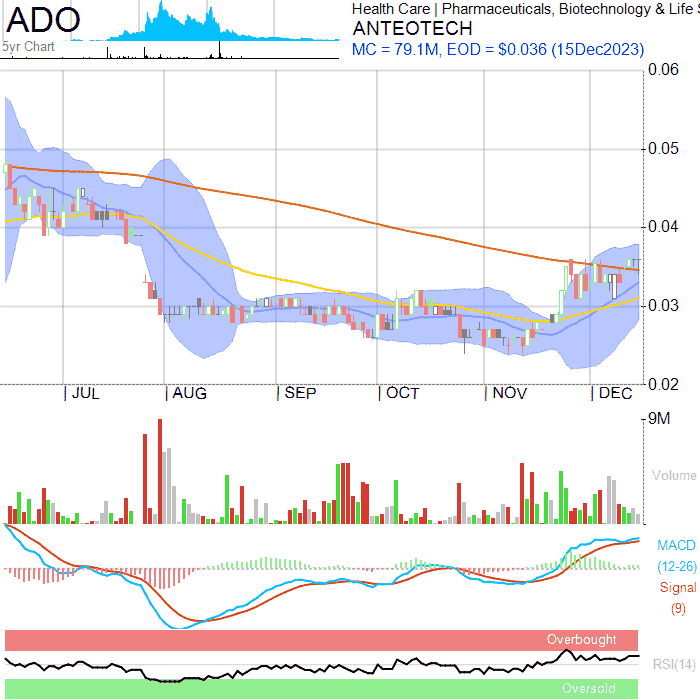 ADO
5yr Chart
Health Care | Pharmaceuticals, Biotechnology & Life S
ANTEOTECH
MC = 79.1M, EOD = $0.036 (15Dec2023)
0.06
0.05
0.04
0.03
0.02
JUL AUG SEP OCT NOV DEC
9M
Volume
MACD
(12-26)
Signal
(9)
Overbought
RSI(14)
Oversold